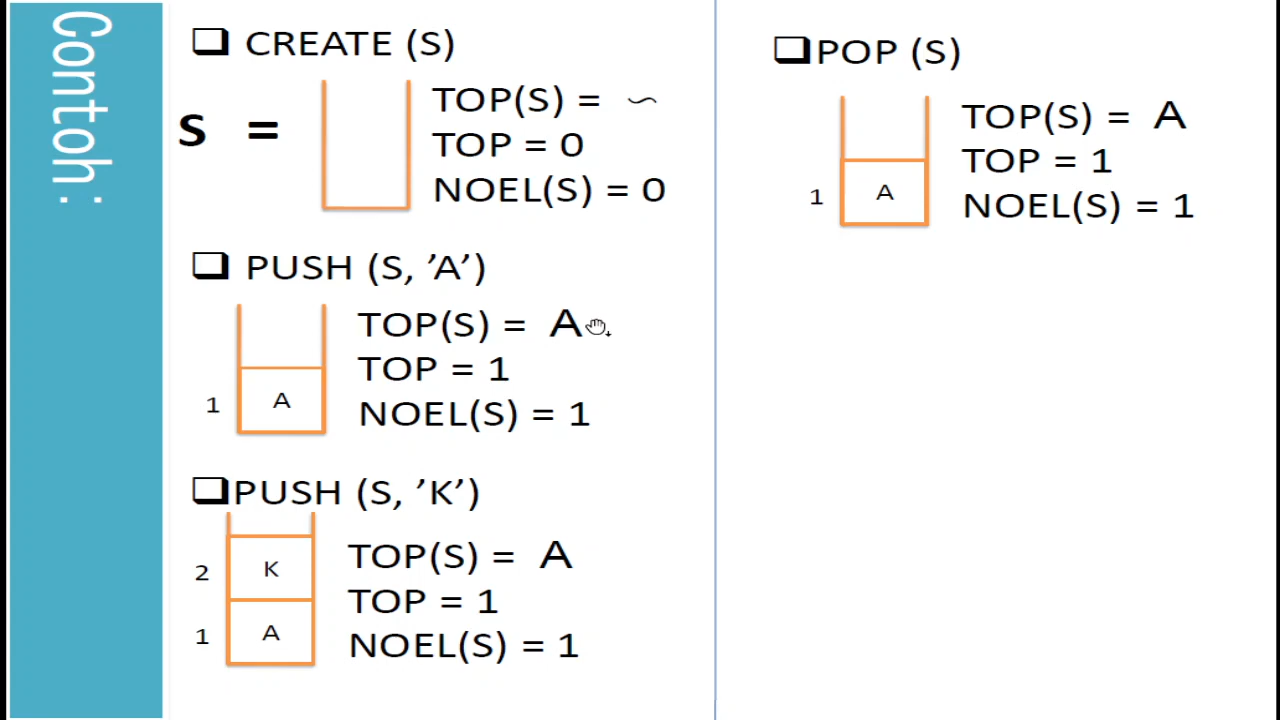 Contoh:
❑ CREATE (S)
S =
TOP(S) = ∽
TOP = 0
NOEL(S) = 0
❑ PUSH (S, ’A’)
1
A
TOP(S) = A
TOP = 1
NOEL(S) = 1
❑PUSH (S, ’K’)
2
K
1
A
TOP(S) = A
TOP = 1
NOEL(S) = 1
❑POP (S)
1
A
TOP(S) = A
TOP = 1
NOEL(S) = 1